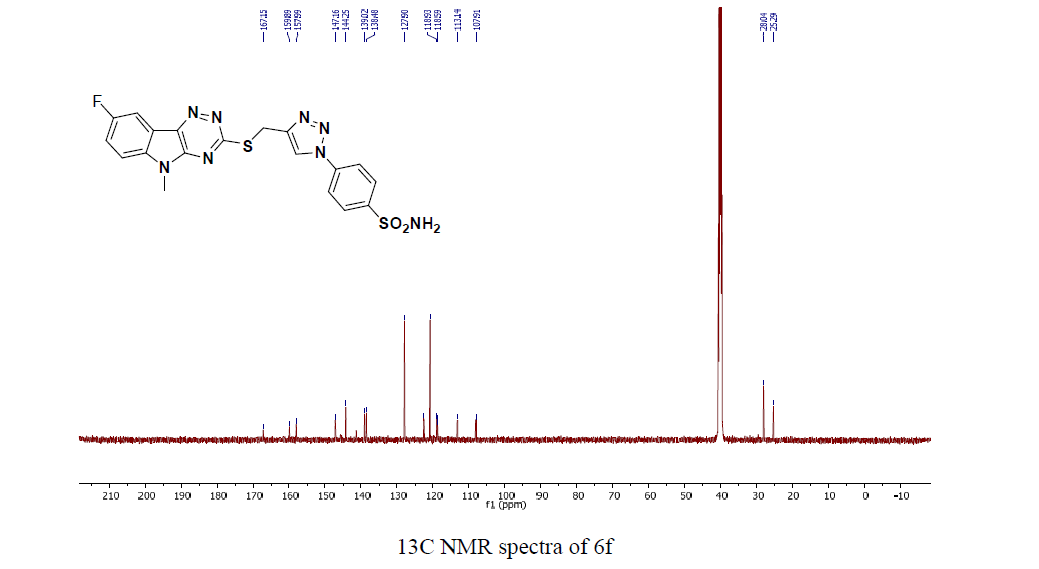 167.15
159.89
157.99
147.16
144.25
139.02
138.48
127.90
118.93
118.59
113.14
107.91
28.04
25.29
F
N N
N
N
S
N
N
N
SO2NH2
210 200 190 180 170 160 150 140 130 120 110 100 90 80 70 60 50 40 30 20 10 0 -10
f1 (ppm)
13C NMR spectra of 6f